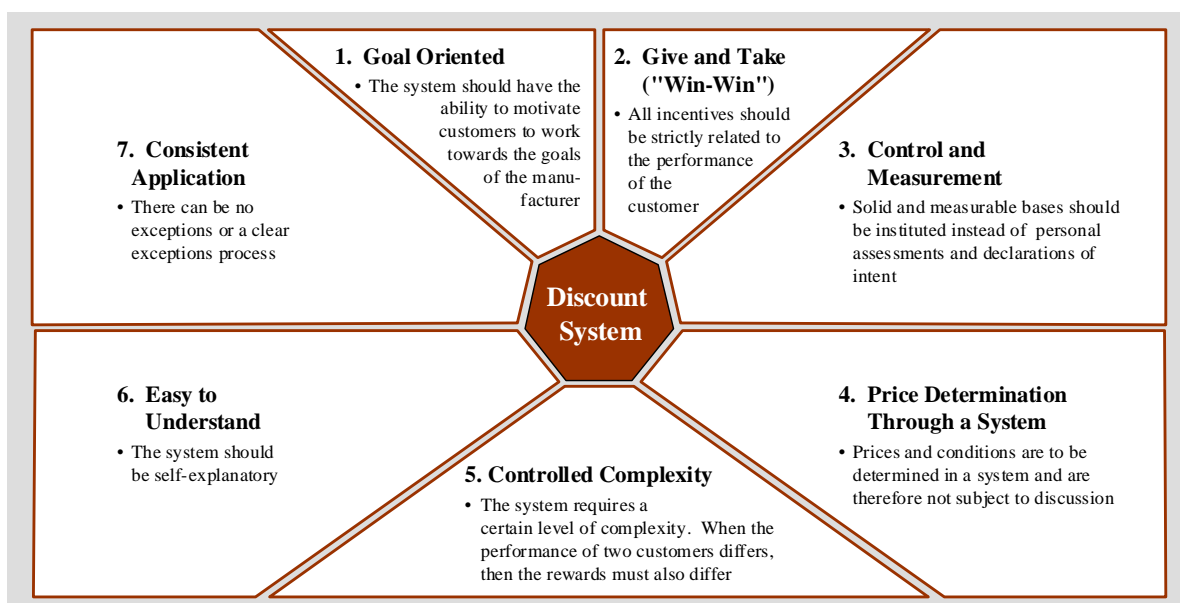 1. Goal Oriented
• The system should have the
ability to motivate
customers to work
towards the goals
of the manu-
facturer
2. Give and Take
("Win-Win")
• All incentives should
be strictly related to
the performance
of the
customer
3. Control and
Measurement
• Solid and measurable bases should
be instituted instead of personal
assessments and declarations of
intent
4. Price Determination
Through a System
• Prices and conditions are to be
determined in a system and are
therefore not subject to discussion
5. Controlled Complexity
• The system requires a
certain level of complexity. When the
performance of two customers differs,
then the rewards must also differ
6. Easy to
Understand
• The system should
be self-explanatory
7. Consistent
Application
• There can be no
exceptions or a clear
exceptions process
Discount
System